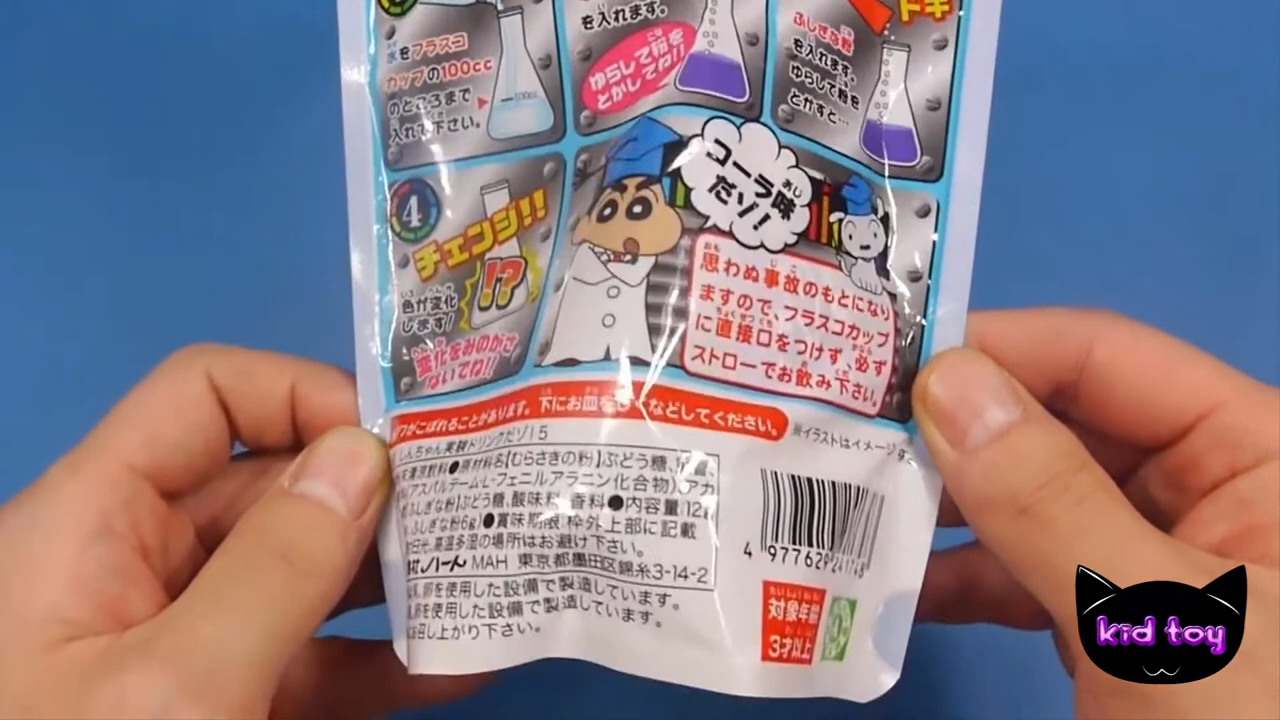 水をフラスコ
カップの100cc
のところまで
入れて下さい。
100cc
を入れます。
ゆらして粉を
とかしてね!!
ドキ
ふしぎな粉
を入れます。
ゆらして粉を
とかすと…
4
チェンジ!!
!?
色が変化
します!
変化をみのがさ
ないでね!!
コーラ味
だゾ!
思わぬ事故のもとになり
ますので、フラスコカップ
に直接口をつけず、必ず
ストローでお飲み下さい。
がこぼれることがあります。下にお皿を などしてください。
※イラストはイメージです。
しんちゃん実験ドリンクだゾ!5
清涼飲料●原材料名【むらさきの粉】ぶどう糖、
(アスパルテーム・L-フェニルアラニン化合物)、アカ
ふしぎな粉】ぶどう糖、酸味料、香料●内容量12g
ふしぎな粉6g)●賞味期限 枠外上部に記載
日光、高温多湿の場所はお避け下さい。
ハート MAH 東京都墨田区錦糸3-14-2
卵を使用した設備で製造しています。
卵を使用した設備で製造しています。
お召し上がり下さい。
4 977629 241748
対象年齢
3才以上
kid toy